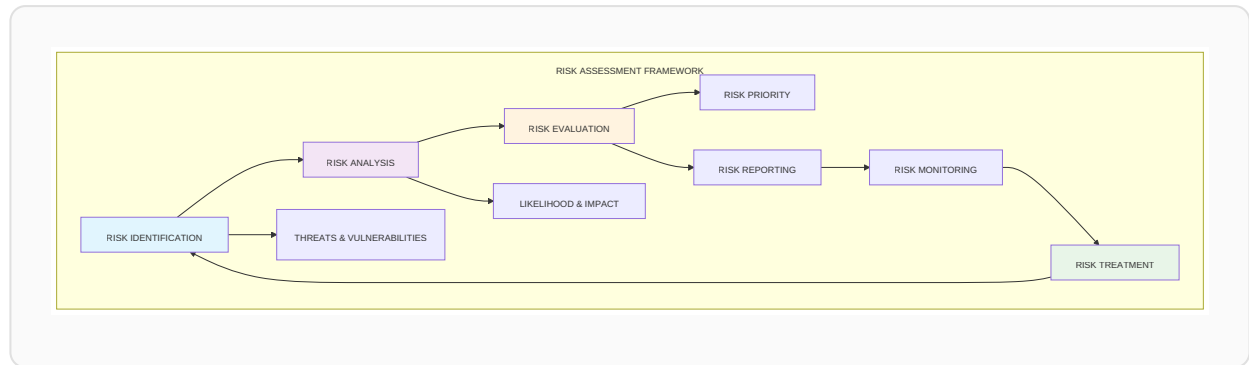 RISK ASSESSMENT FRAMEWORK
RISK PRIORITY
RISK EVALUATION
RISK ANALYSIS
RISK REPORTING
RISK MONITORING
LIKELIHOOD & IMPACT
RISK IDENTIFICATION
THREATS & VULNERABILITIES
RISK TREATMENT